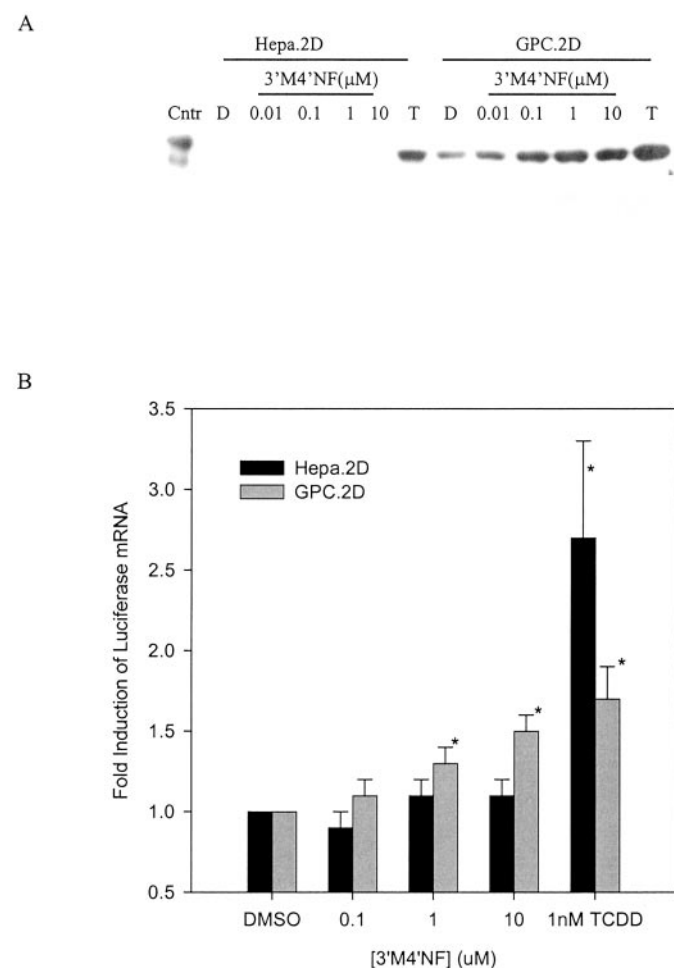 A
Hepa.2D GPC.2D
3'M4'NF(μM) 3'M4'NF(μM)
Cntr D 0.01 0.1 1 10 T D 0.01 0.1 1 10 T
B
3.5
3.0
2.5
2.0
1.5
1.0
0.5
Fold Induction of Luciferase mRNA
Hepa.2D
GPC.2D
*
*
*
*
DMSO 0.1 1 10 1nM TCDD
[3'M4'NF] (uM)